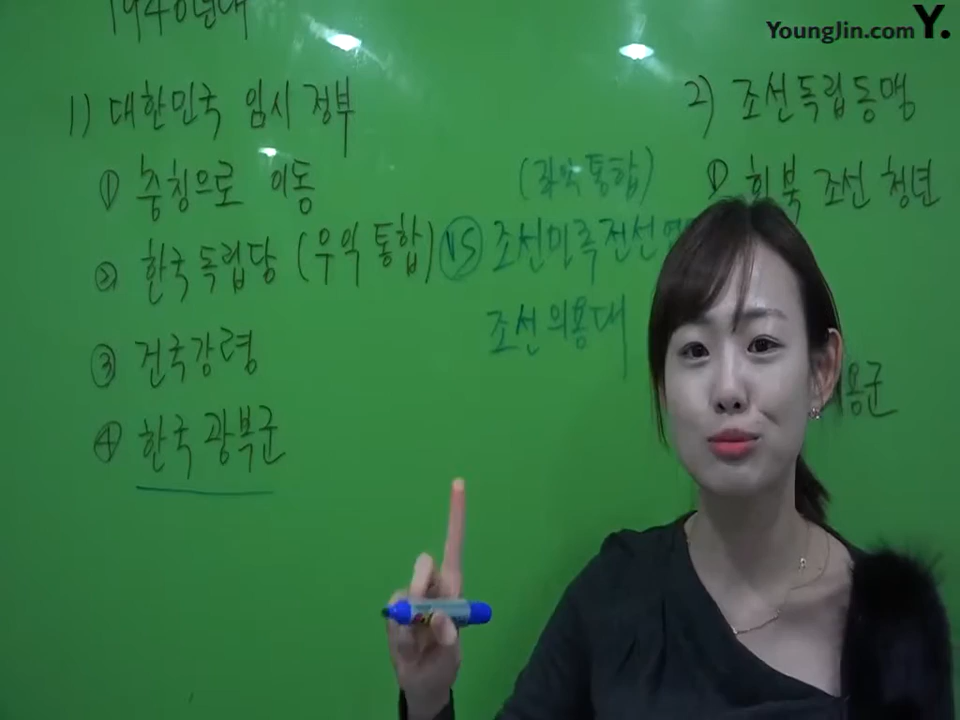 YoungJin.com Y.
1940년대
1) 대한민국 임시정부
① 충칭으로 이동
② 한국독립당 (우익통합)
③ 건국강령
④ 한국광복군
(좌익통합)
VS 조선민족전선연
조선의용대
2) 조선독립동맹
① 화북 조선 청년
용군